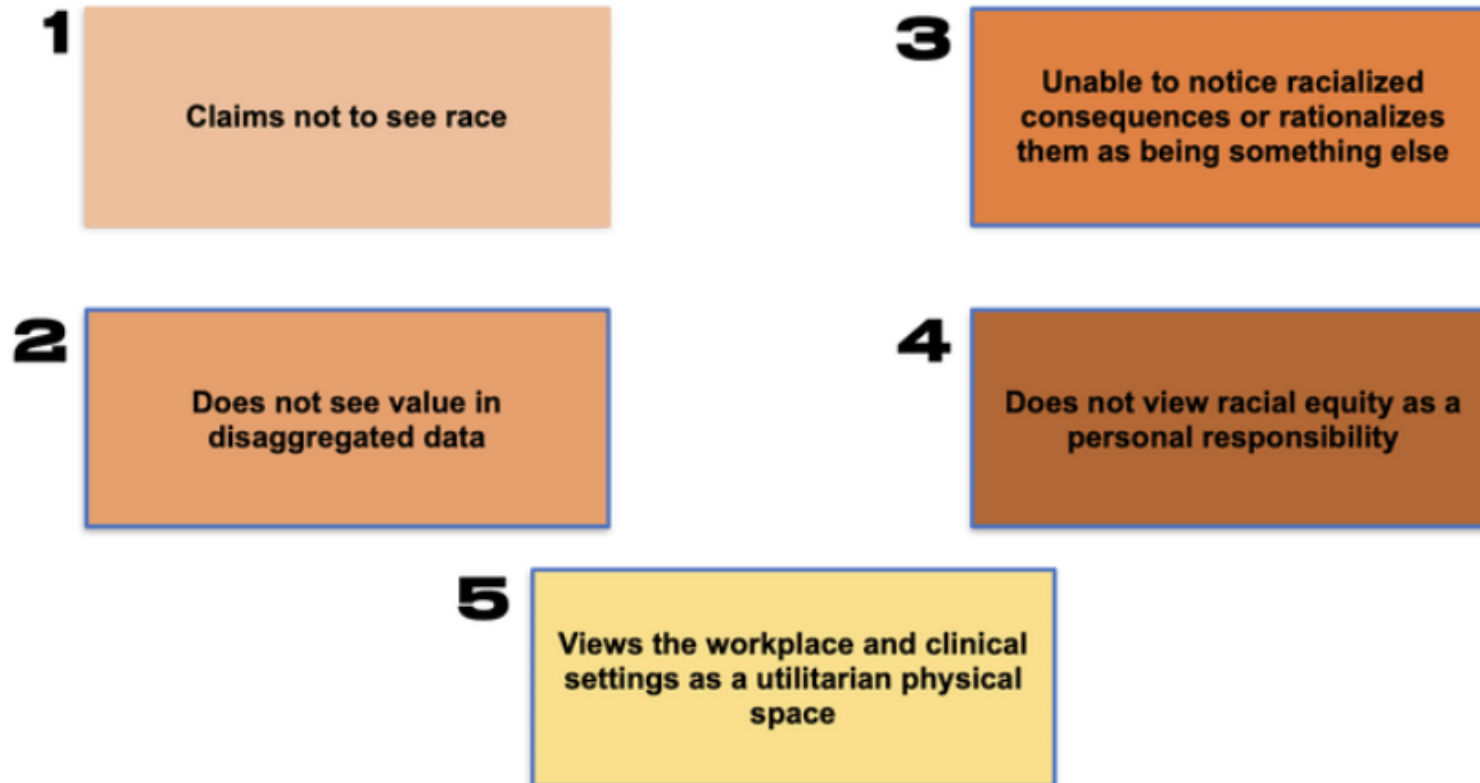 1
Claims not to see race
2
Does not see value in
disaggregated data
3
Unable to notice racialized
consequences or rationalizes
them as being something else
4
Does not view racial equity as a
personal responsibility
5
Views the workplace and clinical
settings as a utilitarian physical
space